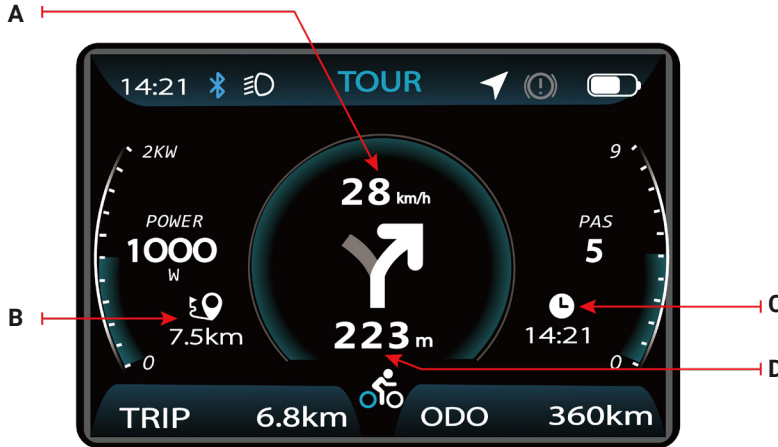 A
14:21 TOUR
2KW
9
28 km/h
POWER
1000
W
PAS
5
B
7.5km
C
14:21
223 m
D
0
0
TRIP 6.8km
ODO 360km